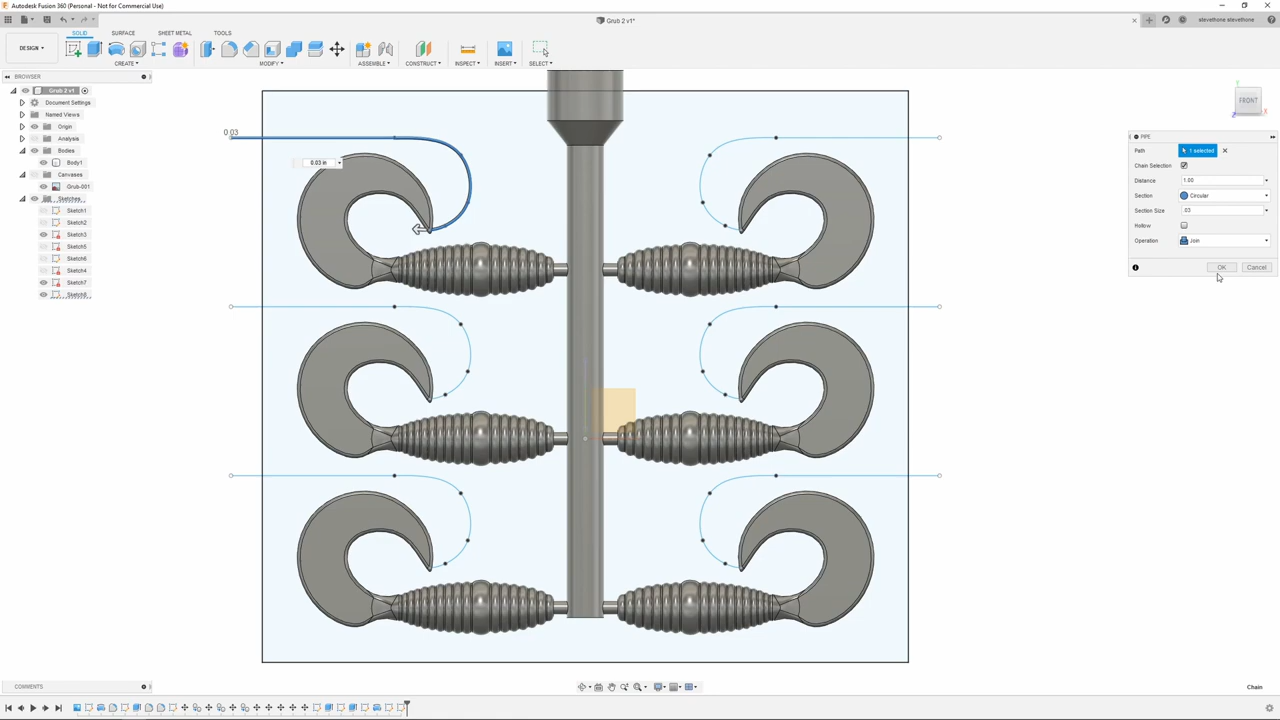 Autodesk Fusion 360 (Personal - Not for Commercial Use)
Grub 2 v1*
stevethone stevethone
SOLID SURFACE SHEET METAL TOOLS
DESIGN
CREATE MODIFY ASSEMBLE CONSTRUCT INSPECT INSERT SELECT
BROWSER
Grub 2 v1
Document Settings
Named Views
Origin
Analysis
Bodies
Body1
Canvases
Grub-001
Sketches
Sketch1
Sketch2
Sketch3
Sketch5
Sketch6
Sketch4
Sketch7
Sketch8
0.03
0.03 in
FRONT
PIPE
Path 1 selected
Chain Selection
Distance 1.00
Section Circular
Section Size .03
Hollow
Operation Join
OK Cancel
COMMENTS
Chain